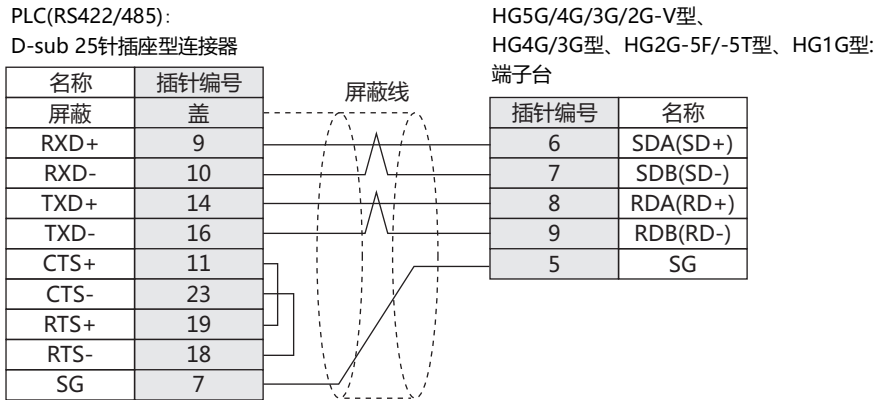 PLC(RS422/485):
D-sub 25针插座型连接器
HG5G/4G/3G/2G-V型、
HG4G/3G型、HG2G-5F/-5T型、HG1G型:
端子台
名称 插针编号
屏蔽 盖
RXD+ 9
RXD- 10
TXD+ 14
TXD- 16
CTS+ 11
CTS- 23
RTS+ 19
RTS- 18
SG 7
屏蔽线
插针编号 名称
6 SDA(SD+)
7 SDB(SD-)
8 RDA(RD+)
9 RDB(RD-)
5 SG